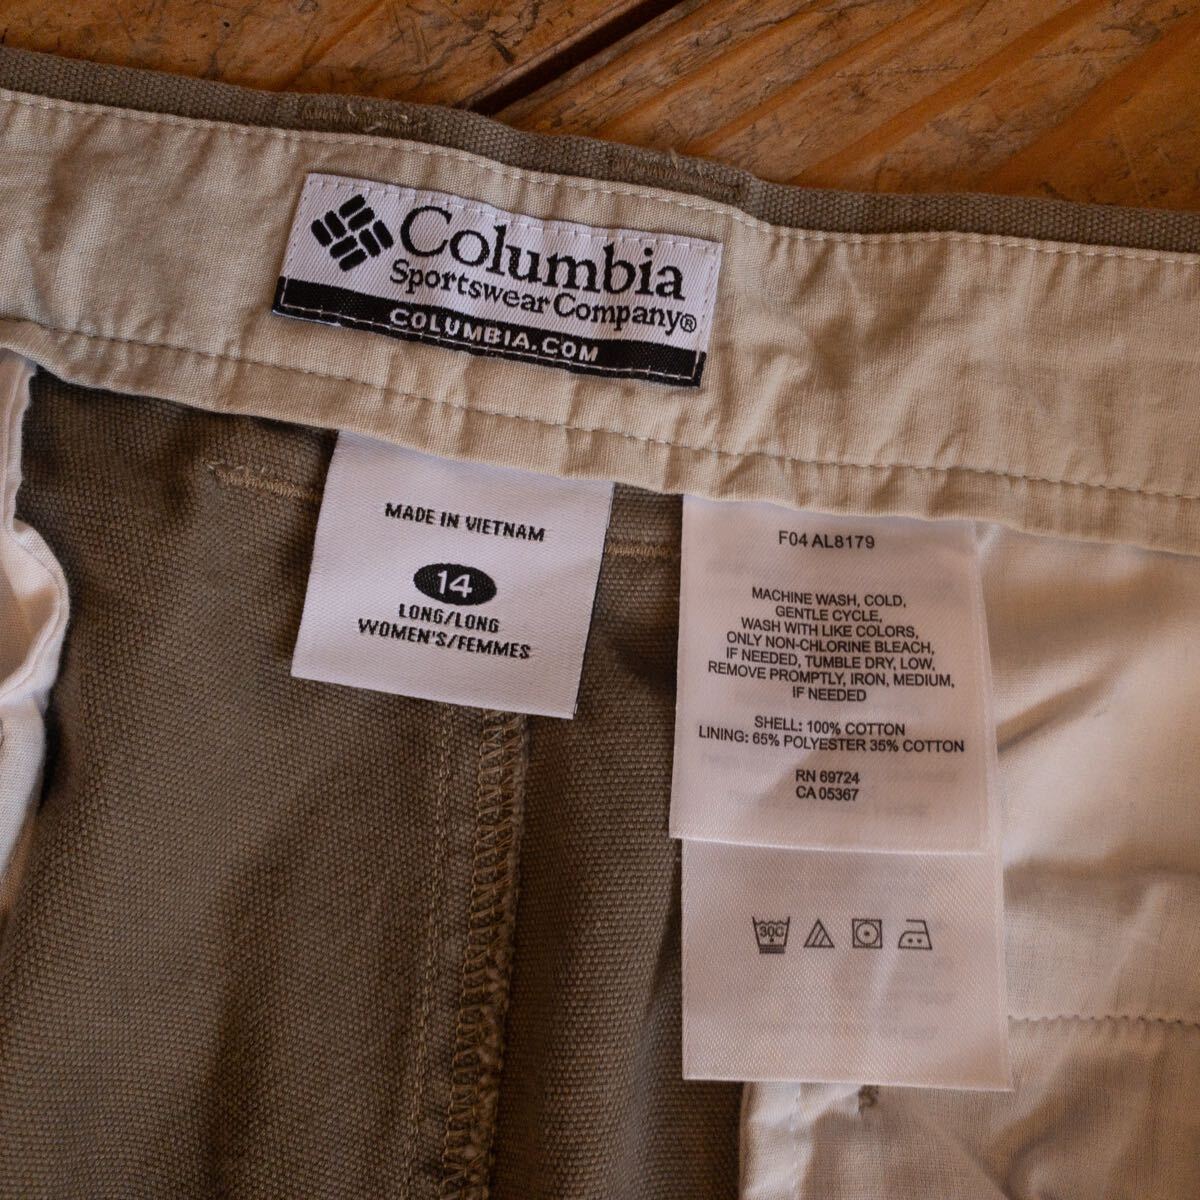 Columbia
Sportswear Company®
COLUMBIA.COM
MADE IN VIETNAM
14
LONG/LONG
WOMEN'S/FEMMES
F04 AL8179
MACHINE WASH, COLD,
GENTLE CYCLE,
WASH WITH LIKE COLORS,
ONLY NON-CHLORINE BLEACH,
IF NEEDED, TUMBLE DRY, LOW,
REMOVE PROMPTLY, IRON, MEDIUM,
IF NEEDED
SHELL: 100% COTTON
LINING: 65% POLYESTER 35% COTTON
RN 69724
CA 05367
30C